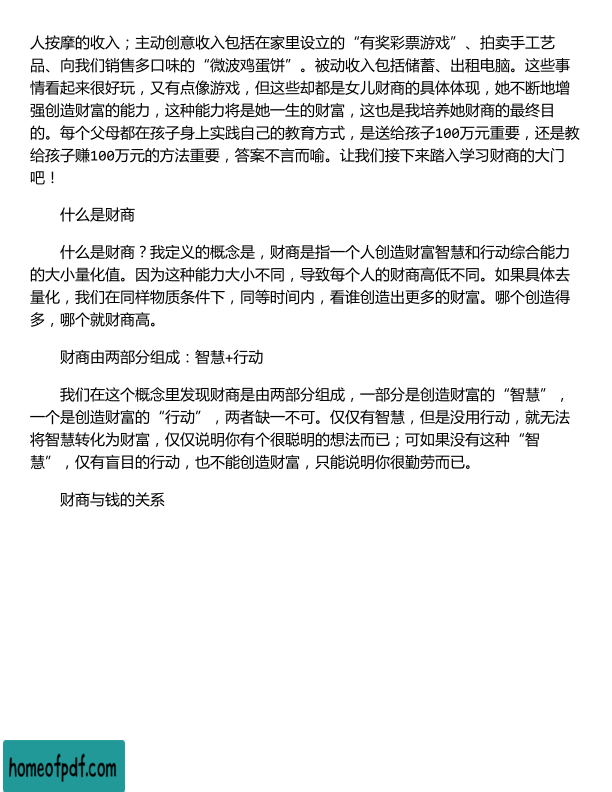 人按摩的收入；主动创意收入包括在家里设立的“有奖彩票游戏”、拍卖手工艺
品、向我们销售多口味的“微波鸡蛋饼”。被动收入包括储蓄、出租电脑。这些事
情看起来很好玩，又有点像游戏，但这些却都是女儿财商的具体体现，她不断地增
强创造财富的能力，这种能力将是她一生的财富，这也是我培养她财商的最终目
的。每个父母都在孩子身上实践自己的教育方式，是送给孩子100万元重要，还是教
给孩子赚100万元的方法重要，答案不言而喻。让我们接下来踏入学习财商的大门
吧！
什么是财商
什么是财商？我定义的概念是，财商是指一个人创造财富智慧和行动综合能力
的大小量化值。因为这种能力大小不同，导致每个人的财商高低不同。如果具体去
量化，我们在同样物质条件下，同等时间内，看谁创造出更多的财富。哪个创造得
多，哪个就财商高。
财商由两部分组成：智慧+行动
我们在这个概念里发现财商是由两部分组成，一部分是创造财富的“智慧”，
一个是创造财富的“行动”，两者缺一不可。仅仅有智慧，但是没用行动，就无法
将智慧转化为财富，仅仅说明你有个很聪明的想法而已；可如果没有这种“智
慧”，仅有盲目的行动，也不能创造财富，只能说明你很勤劳而已。
财商与钱的关系
homeofpdf.com